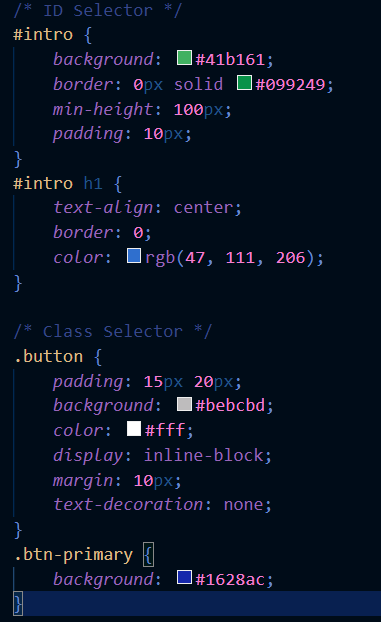 /* ID Selector */
#intro {
    background: #41b161;
    border: 0px solid #099249;
    min-height: 100px;
    padding: 10px;
}
#intro h1 {
    text-align: center;
    border: 0;
    color: rgb(47, 111, 206);
}

/* Class Selector */
.button {
    padding: 15px 20px;
    background: #bebcbd;
    color: #fff;
    display: inline-block;
    margin: 10px;
    text-decoration: none;
}
.btn-primary {
    background: #1628ac;
}